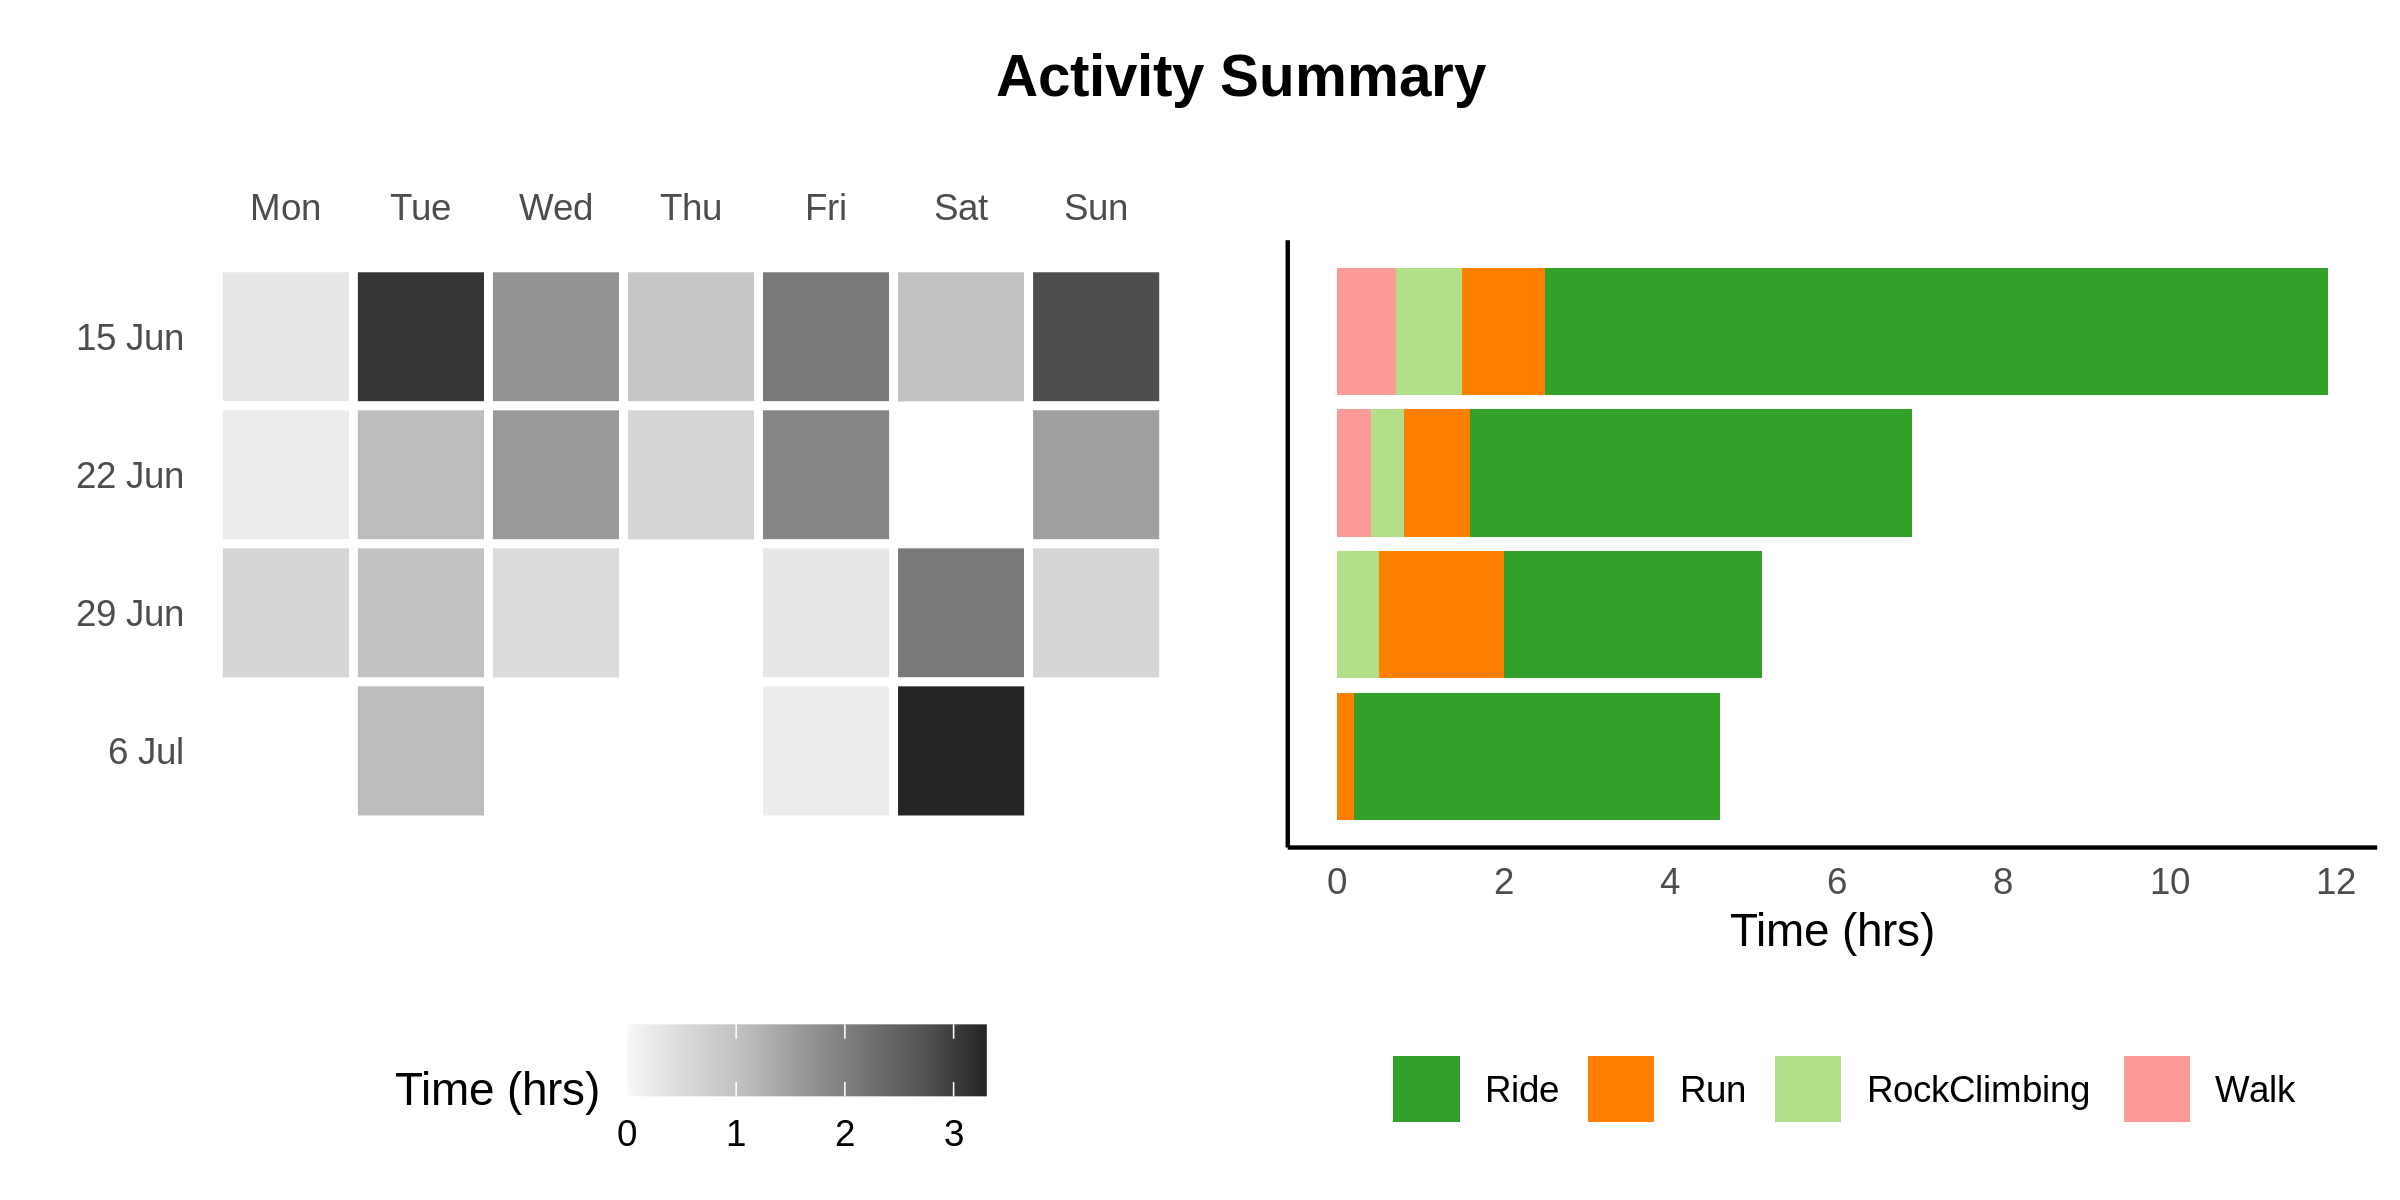 Activity Summary
Mon Tue Wed Thu Fri Sat Sun
15 Jun
22 Jun
29 Jun
6 Jul
0 2 4 6 8 10 12
Time (hrs)
Time (hrs)
0 1 2 3
Ride Run RockClimbing Walk